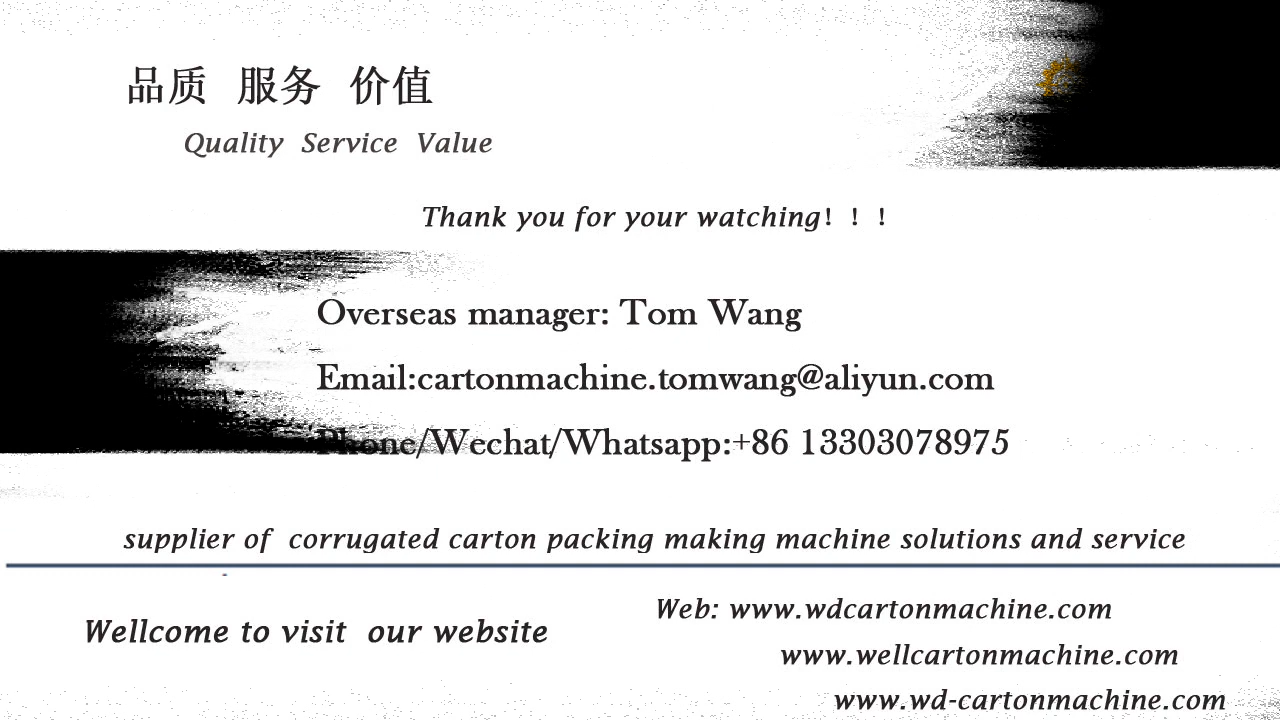 品质 服务 价值
Quality Service Value
Thank you for your watching！！！
Overseas manager: Tom Wang
Email:cartonmachine.tomwang@aliyun.com
Phone/Wechat/Whatsapp:+86 13303078975
supplier of corrugated carton packing making machine solutions and service
Wellcome to visit our website
Web: www.wdcartonmachine.com
www.wellcartonmachine.com
www.wd-cartonmachine.com